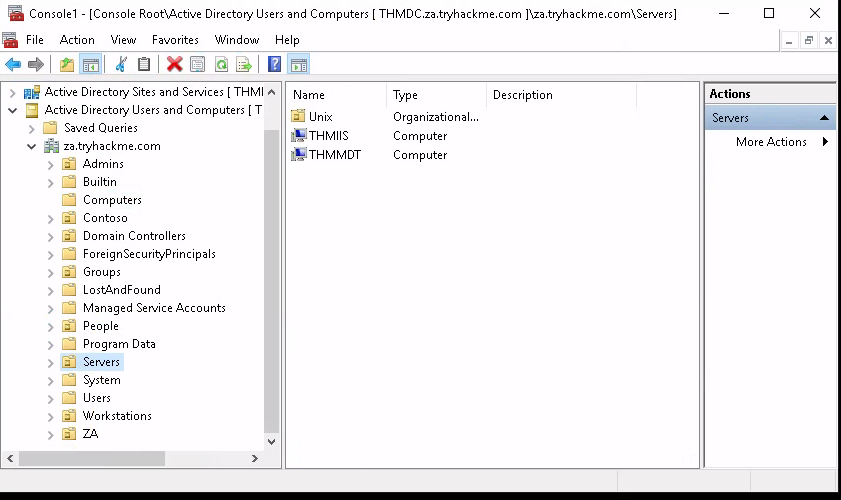 Console1 - [Console Root\Active Directory Users and Computers [ THMDC.za.tryhackme.com ]\za.tryhackme.com\Servers]
File Action View Favorites Window Help
Active Directory Sites and Services [ THMI
Active Directory Users and Computers [ T
Saved Queries
za.tryhackme.com
Admins
Builtin
Computers
Contoso
Domain Controllers
ForeignSecurityPrincipals
Groups
LostAndFound
Managed Service Accounts
People
Program Data
Servers
System
Users
Workstations
ZA
Name Type Description
Unix Organizational...
THMIIS Computer
THMMDT Computer
Actions
Servers
More Actions